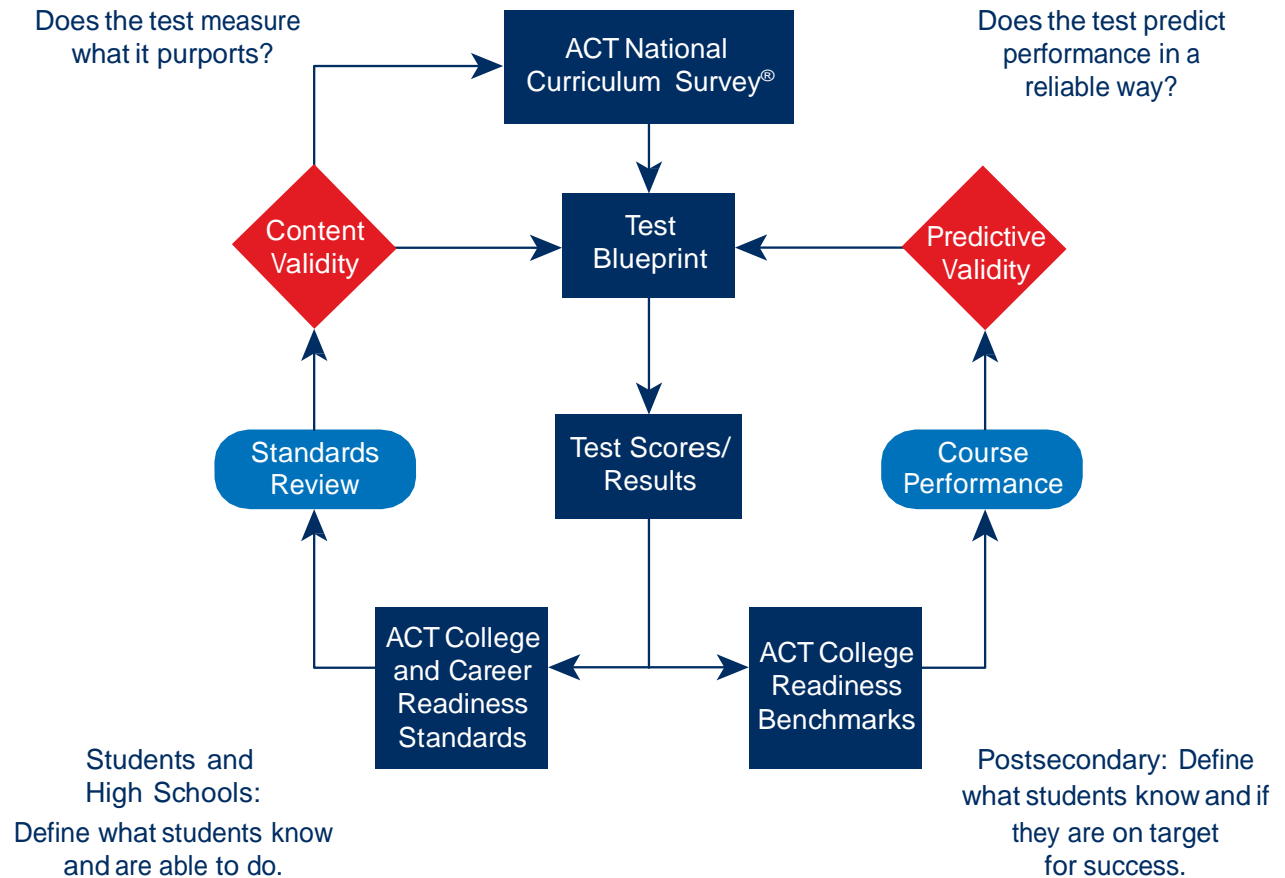 Does the test measure
what it purports?
ACT National
Curriculum Survey®
Does the test predict
performance in a
reliable way?
Content
Validity
Test
Blueprint
Predictive
Validity
Standards
Review
Test Scores/
Results
Course
Performance
ACT College
and Career
Readiness
Standards
ACT College
Readiness
Benchmarks
Students and
High Schools:
Define what students know
and are able to do.
Postsecondary: Define
what students know and if
they are on target
for success.